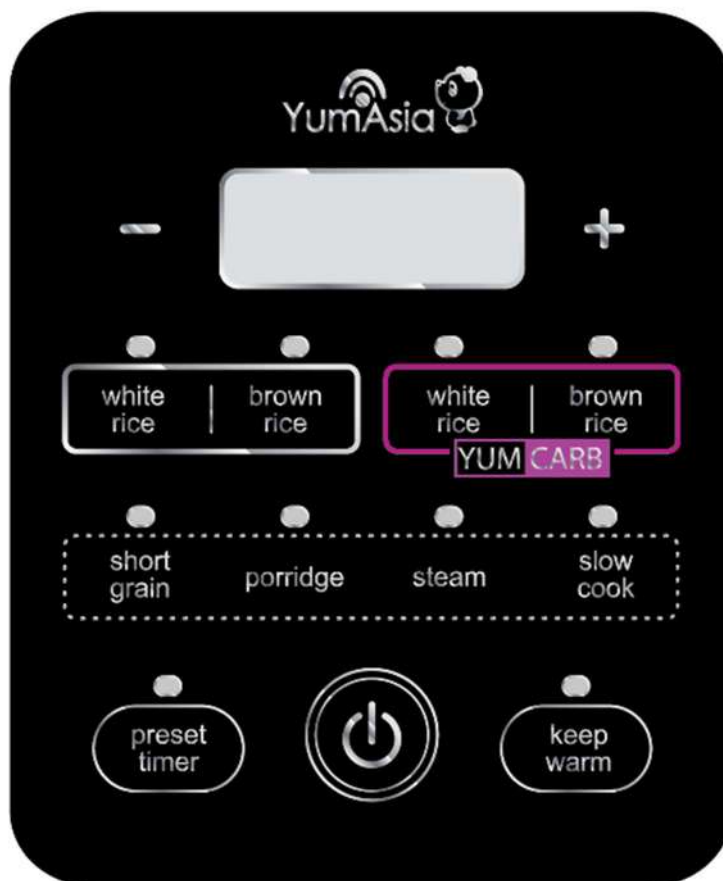 YumAsia
− +
white rice | brown rice
white rice | brown rice
YUM CARB
short grain
porridge
steam
slow cook
preset timer
keep warm